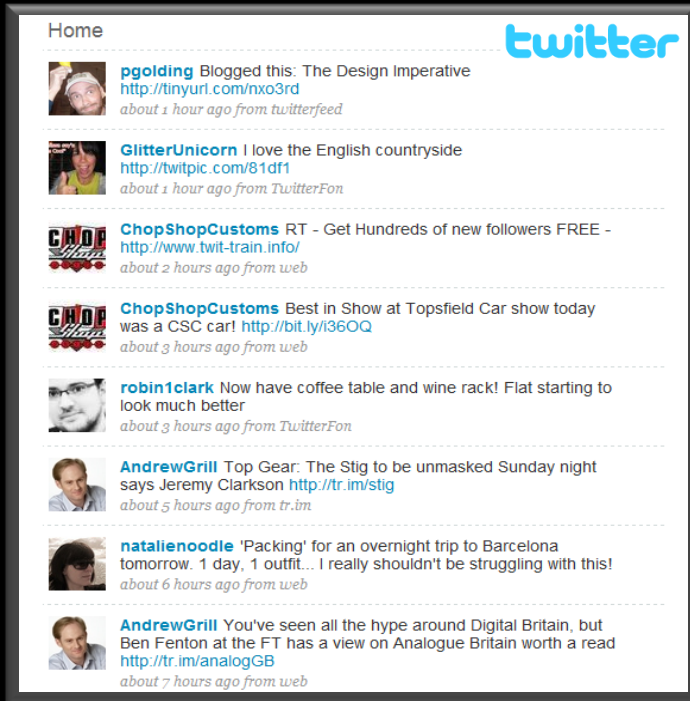 Home
twitter
pgolding Blogged this: The Design Imperative
http://tinyurl.com/nxo3rd
about 1 hour ago from twitterfeed
GlitterUnicorn I love the English countryside
http://twitpic.com/81df1
about 1 hour ago from TwitterFon
CHOP
ChopShopCustoms RT - Get Hundreds of new followers FREE -
http://www.twit-train.info/
about 2 hours ago from web
CHOP
ChopShopCustoms Best in Show at Topsfield Car show today
was a CSC car! http://bit.ly/i36OQ
about 3 hours ago from web
robin1clark Now have coffee table and wine rack! Flat starting to
look much better
about 3 hours ago from TwitterFon
AndrewGrill Top Gear: The Stig to be unmasked Sunday night
says Jeremy Clarkson http://tr.im/stig
about 5 hours ago from tr.im
natalienoodle 'Packing' for an overnight trip to Barcelona
tomorrow. 1 day, 1 outfit... I really shouldn't be struggling with this!
about 6 hours ago from web
AndrewGrill You've seen all the hype around Digital Britain, but
Ben Fenton at the FT has a view on Analogue Britain worth a read
http://tr.im/analogGB
about 7 hours ago from web